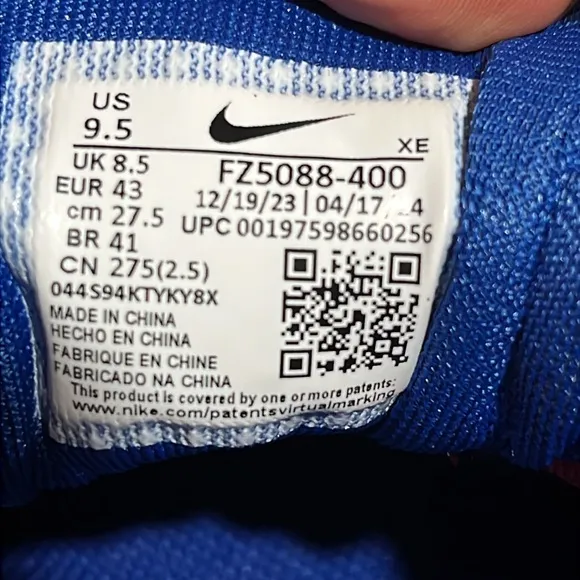 US
9.5
XE
UK 8.5
FZ5088-400
EUR 43
12/19/23 | 04/17/24
cm 27.5
UPC 00197598660256
BR 41
CN 275(2.5)
044S94KTYKY8X
MADE IN CHINA
HECHO EN CHINA
FABRIQUE EN CHINE
FABRICADO NA CHINA
This product is covered by one or more patents:
www.nike.com/patentsvirtualmarking